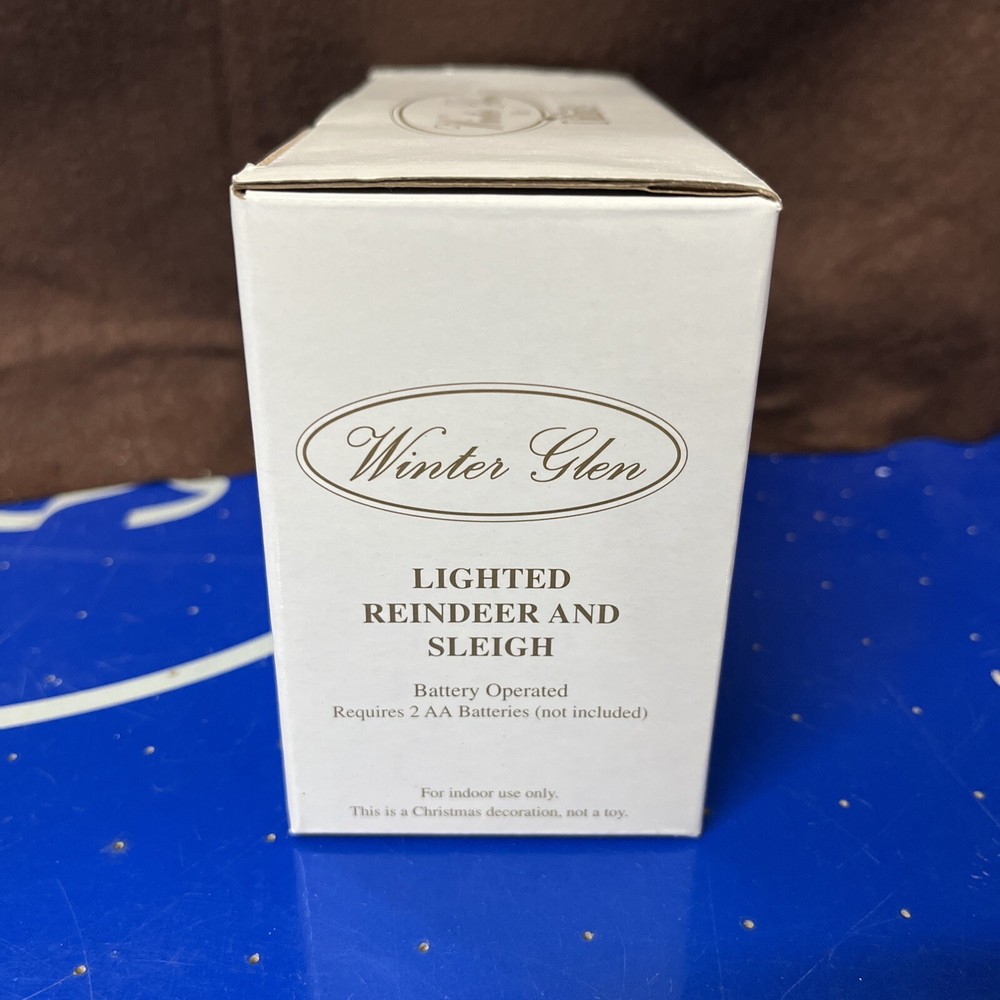 Winter Glen
LIGHTED
REINDEER AND
SLEIGH
Battery Operated
Requires 2 AA Batteries (not included)
For indoor use only.
This is a Christmas decoration, not a toy.